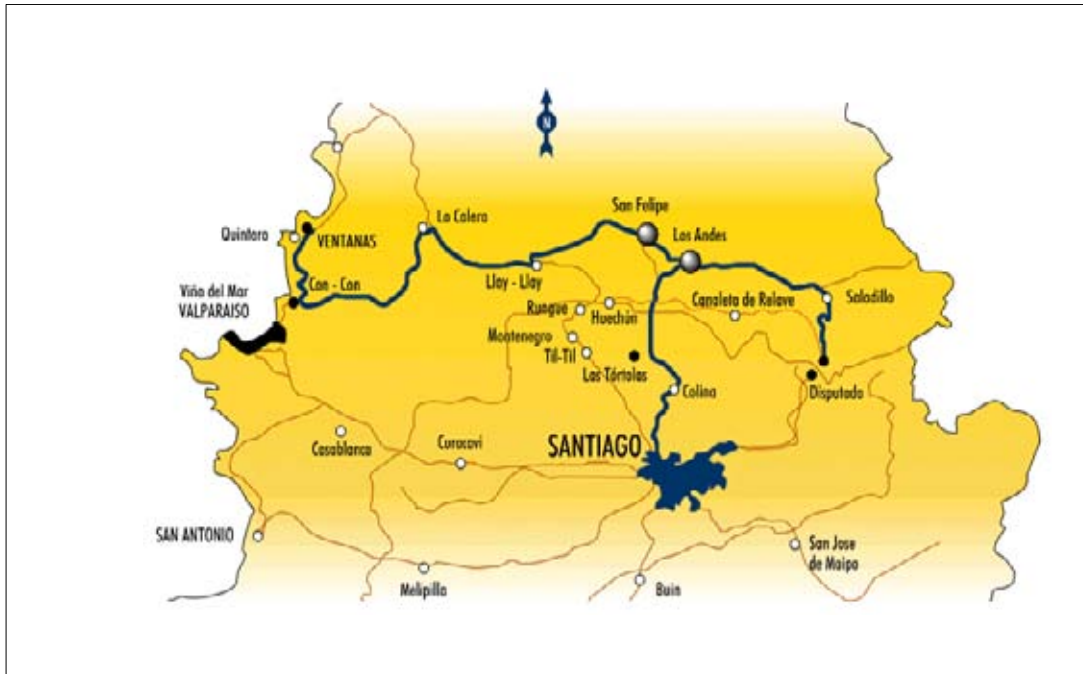 N
San Felipe
La Calera
Los Andes
Quintero
VENTANAS
Llay - Llay
Saladillo
Con - Con
Viña del Mar
VALPARAISO
Canaleta de Relave
Rungue
Huechún
Montenegro
Til-Til
Las Tórtolas
Disputada
Colina
Casablanca
Curacaví
SANTIAGO
SAN ANTONIO
San Jose
de Maipo
Melipilla
Buin